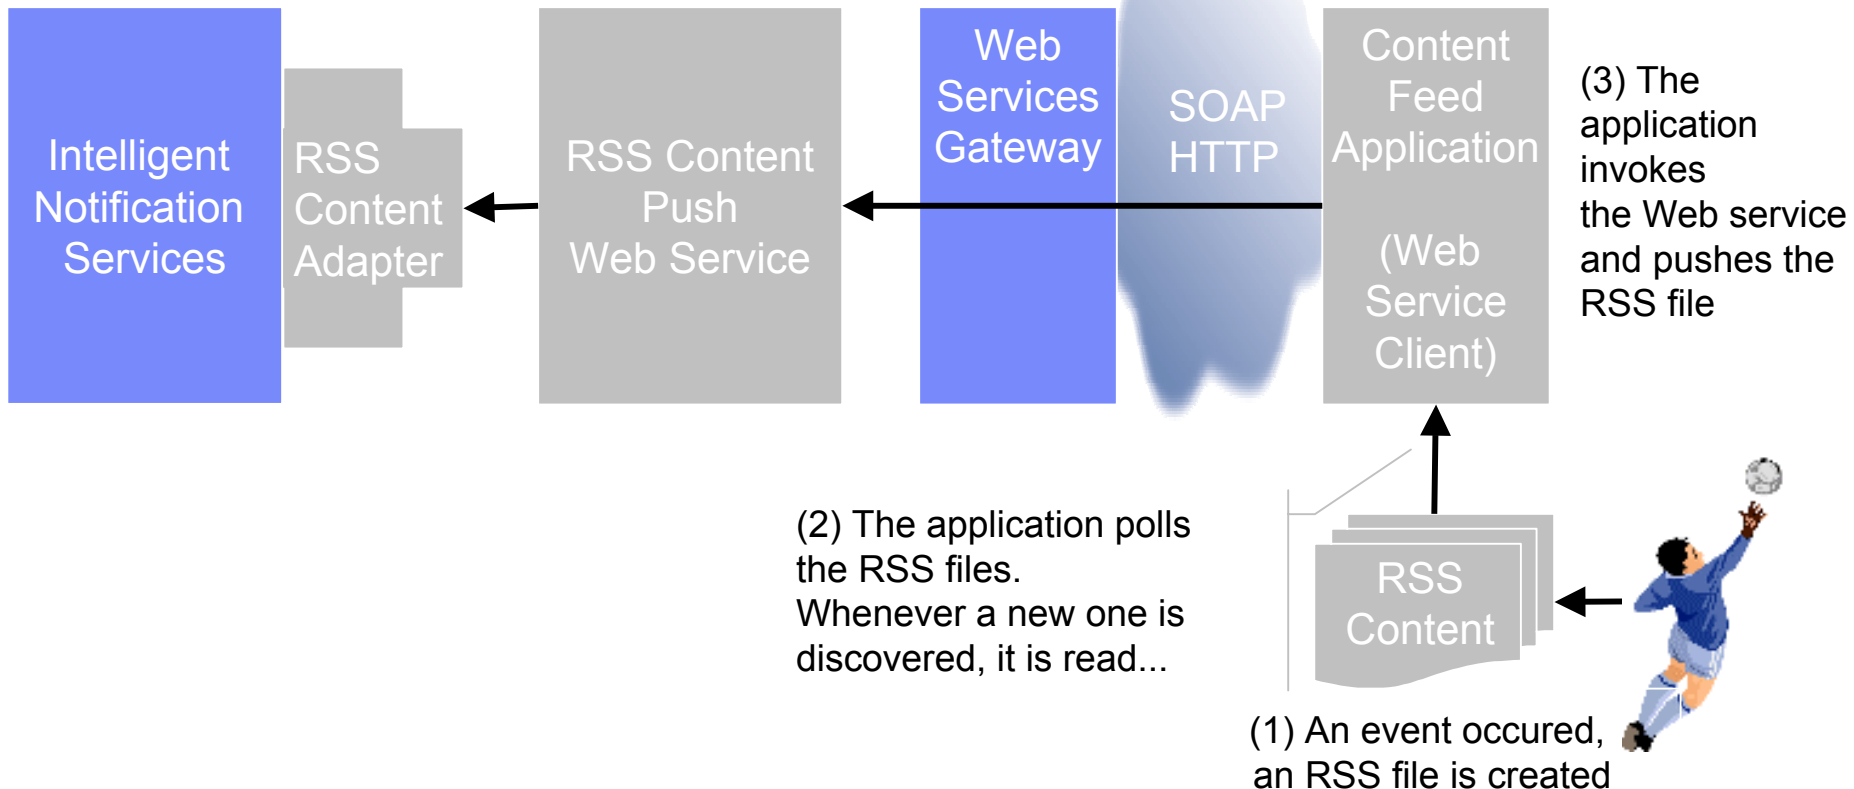 Intelligent
Notification
Services
RSS
Content
Adapter
RSS Content
Push
Web Service
Web
Services
Gateway
SOAP
HTTP
Content
Feed
Application
(Web
Service
Client)
(3) The
application
invokes
the Web service
and pushes the
RSS file
(2) The application polls
the RSS files.
Whenever a new one is
discovered, it is read...
RSS
Content
(1) An event occured,
an RSS file is created